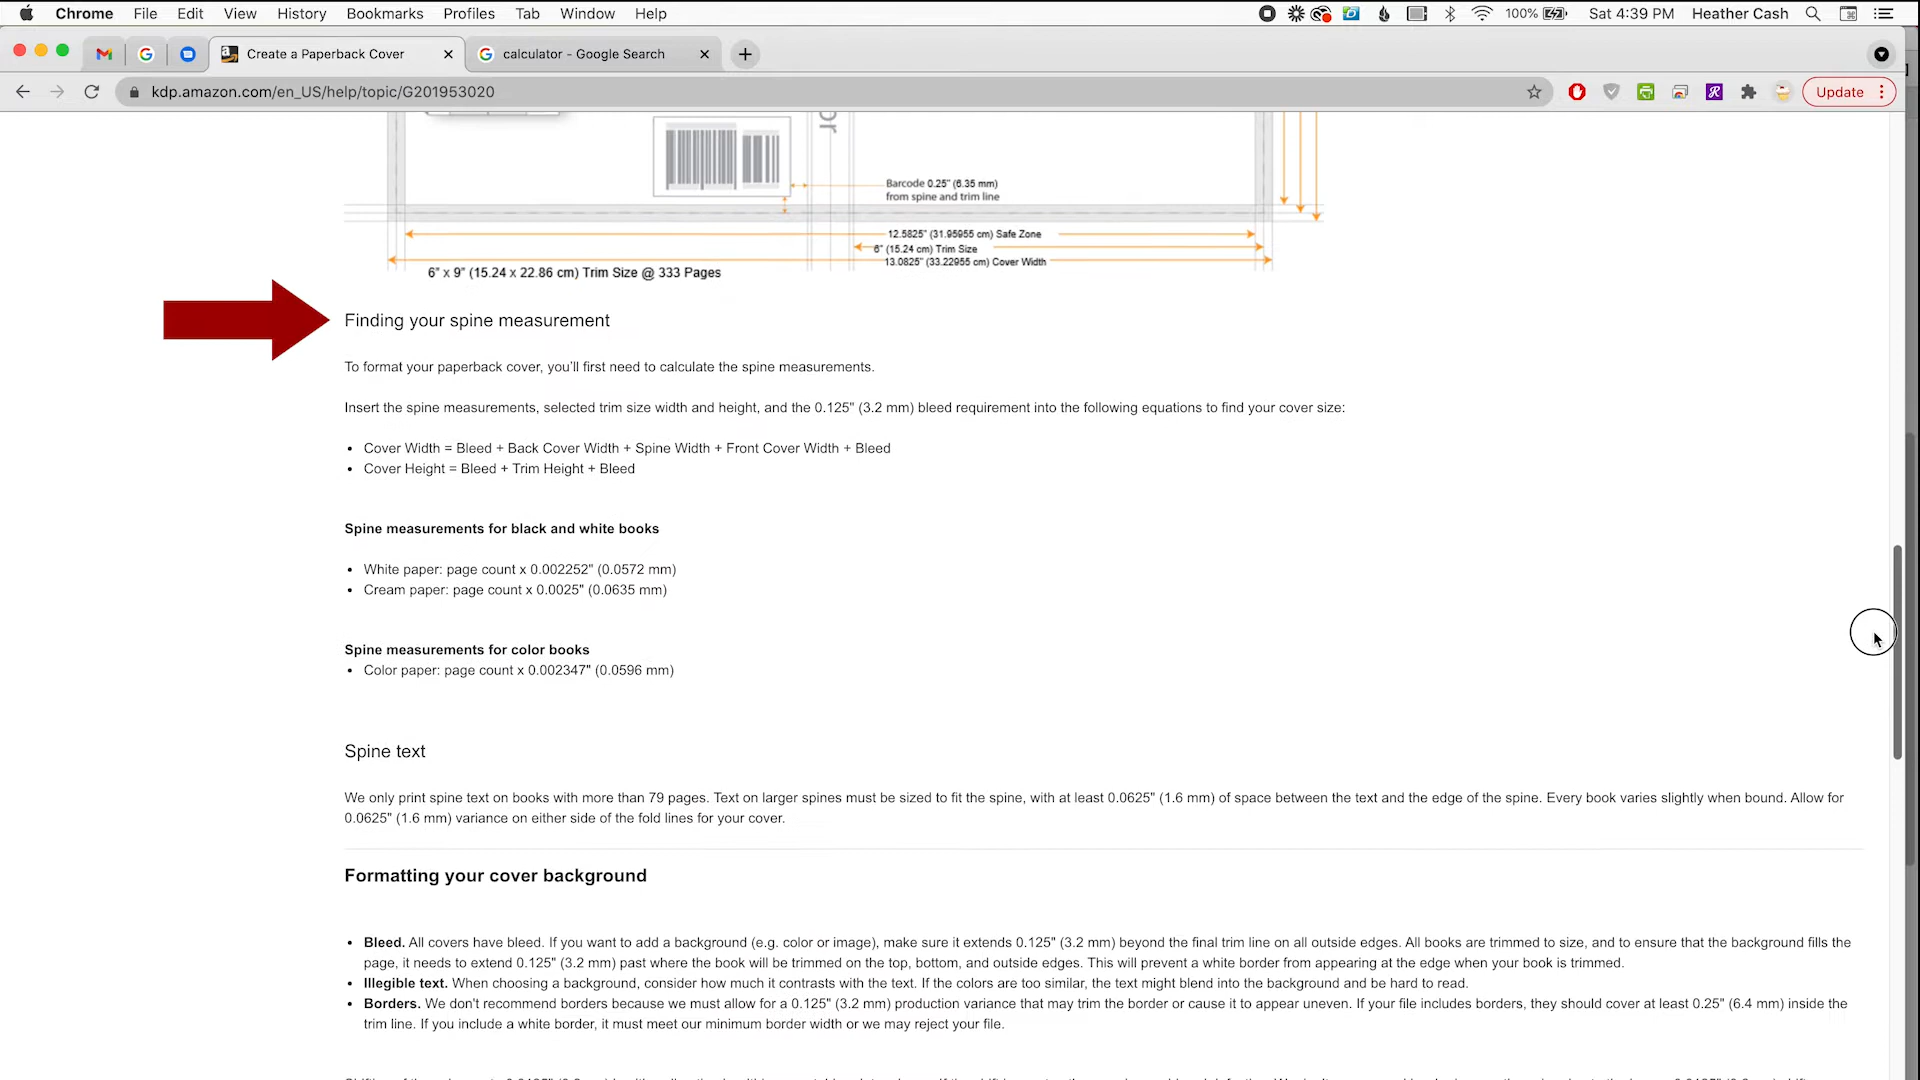 Chrome File Edit View History Bookmarks Profiles Tab Window Help 100% Sat 4:39 PM Heather Cash
Create a Paperback Cover calculator - Google Search
kdp.amazon.com/en_US/help/topic/G201953020 Update
or
Barcode 0.25" (6.35 mm)
from spine and trim line
12.5825" (31.95955 cm) Safe Zone
6" (15.24 cm) Trim Size
13.0825" (33.22955 cm) Cover Width
6" x 9" (15.24 x 22.86 cm) Trim Size @ 333 Pages
Finding your spine measurement
To format your paperback cover, you'll first need to calculate the spine measurements.
Insert the spine measurements, selected trim size width and height, and the 0.125" (3.2 mm) bleed requirement into the following equations to find your cover size:
• Cover Width = Bleed + Back Cover Width + Spine Width + Front Cover Width + Bleed
• Cover Height = Bleed + Trim Height + Bleed
Spine measurements for black and white books
• White paper: page count x 0.002252" (0.0572 mm)
• Cream paper: page count x 0.0025" (0.0635 mm)
Spine measurements for color books
• Color paper: page count x 0.002347" (0.0596 mm)
Spine text
We only print spine text on books with more than 79 pages. Text on larger spines must be sized to fit the spine, with at least 0.0625" (1.6 mm) of space between the text and the edge of the spine. Every book varies slightly when bound. Allow for
0.0625" (1.6 mm) variance on either side of the fold lines for your cover.
Formatting your cover background
• Bleed. All covers have bleed. If you want to add a background (e.g. color or image), make sure it extends 0.125" (3.2 mm) beyond the final trim line on all outside edges. All books are trimmed to size, and to ensure that the background fills the
page, it needs to extend 0.125" (3.2 mm) past where the book will be trimmed on the top, bottom, and outside edges. This will prevent a white border from appearing at the edge when your book is trimmed.
• Illegible text. When choosing a background, consider how much it contrasts with the text. If the colors are too similar, the text might blend into the background and be hard to read.
• Borders. We don't recommend borders because we must allow for a 0.125" (3.2 mm) production variance that may trim the border or cause it to appear uneven. If your file includes borders, they should cover at least 0.25" (6.4 mm) inside the
trim line. If you include a white border, it must meet our minimum border width or we may reject your file.